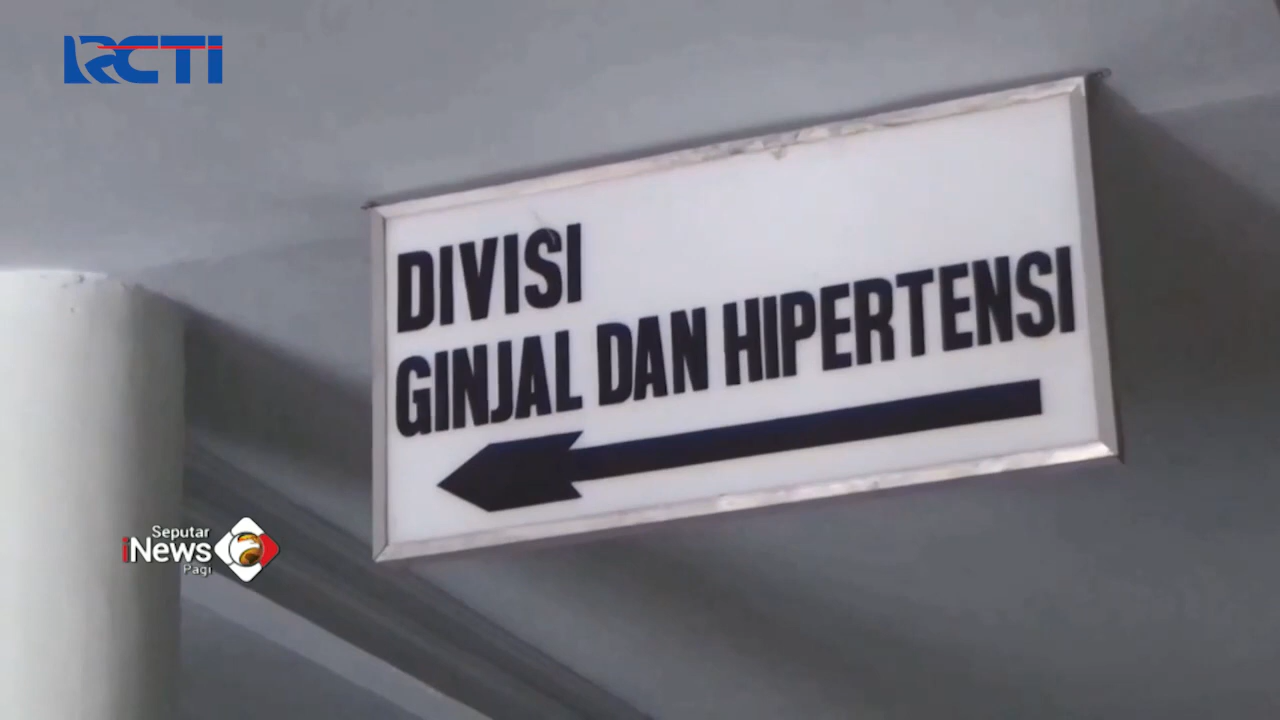 RCTI
DIVISI
GINJAL DAN HIPERTENSI
Seputar
iNews
Pagi